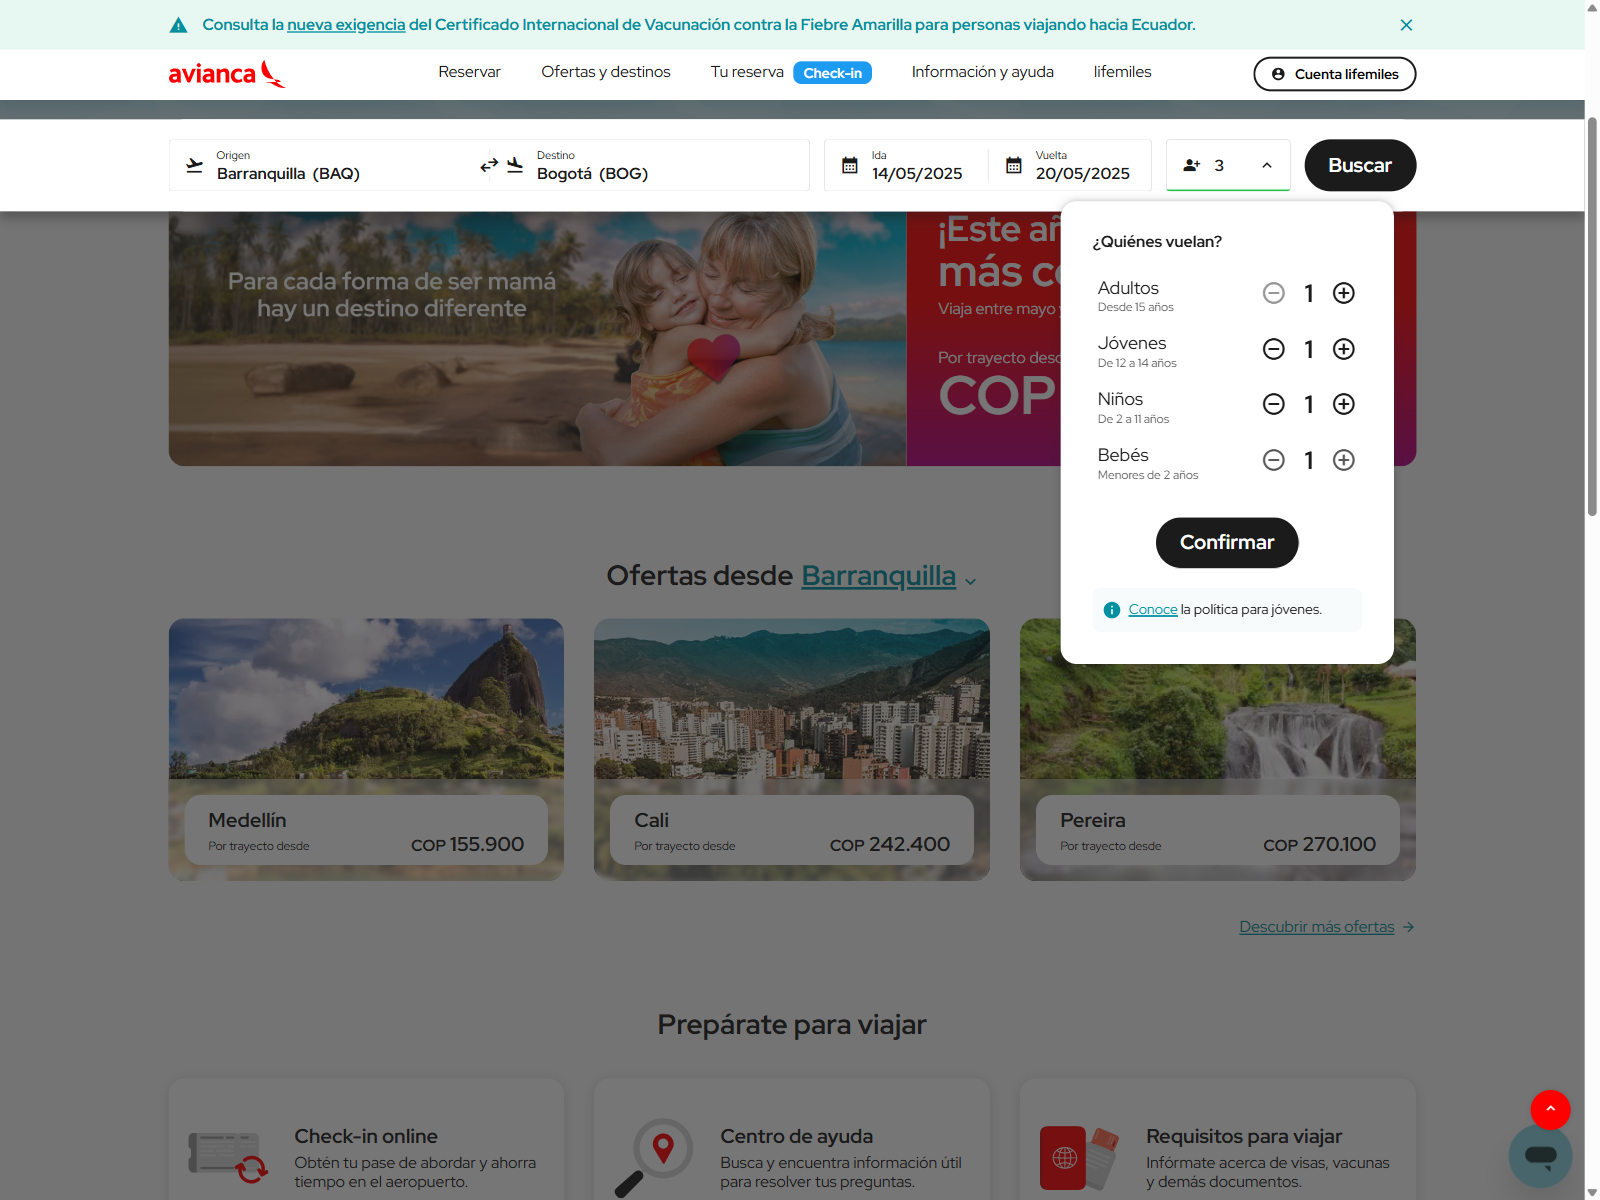 Consulta la nueva exigencia del Certificado Internacional de Vacunación contra la Fiebre Amarilla para personas viajando hacia Ecuador.
avianca
Reservar
Ofertas y destinos
Tu reserva
Check-in
Información y ayuda
lifemiles
Cuenta lifemiles
Origen
Barranquilla (BAQ)
Destino
Bogotá (BOG)
Ida
14/05/2025
Vuelta
20/05/2025
3
Buscar
Para cada forma de ser mamá
hay un destino diferente
¡Este
más
Viaja entre mayo
Por trayecto
COP
¿Quiénes vuelan?
Adultos
Desde 15 años
1
Jóvenes
De 12 a 14 años
1
Niños
De 2 a 11 años
1
Bebés
Menores de 2 años
1
Confirmar
Conoce la política para jóvenes.
Ofertas desde Barranquilla
Medellín
Por trayecto desde
COP 155.900
Cali
Por trayecto desde
COP 242.400
Pereira
Por trayecto desde
COP 270.100
Descubrir más ofertas
Prepárate para viajar
Check-in online
Obtén tu pase de abordar y ahorra
tiempo en el aeropuerto.
Centro de ayuda
Busca y encuentra información útil
para resolver tus preguntas.
Requisitos para viajar
Infórmate acerca de visas, vacunas
y demás documentos.